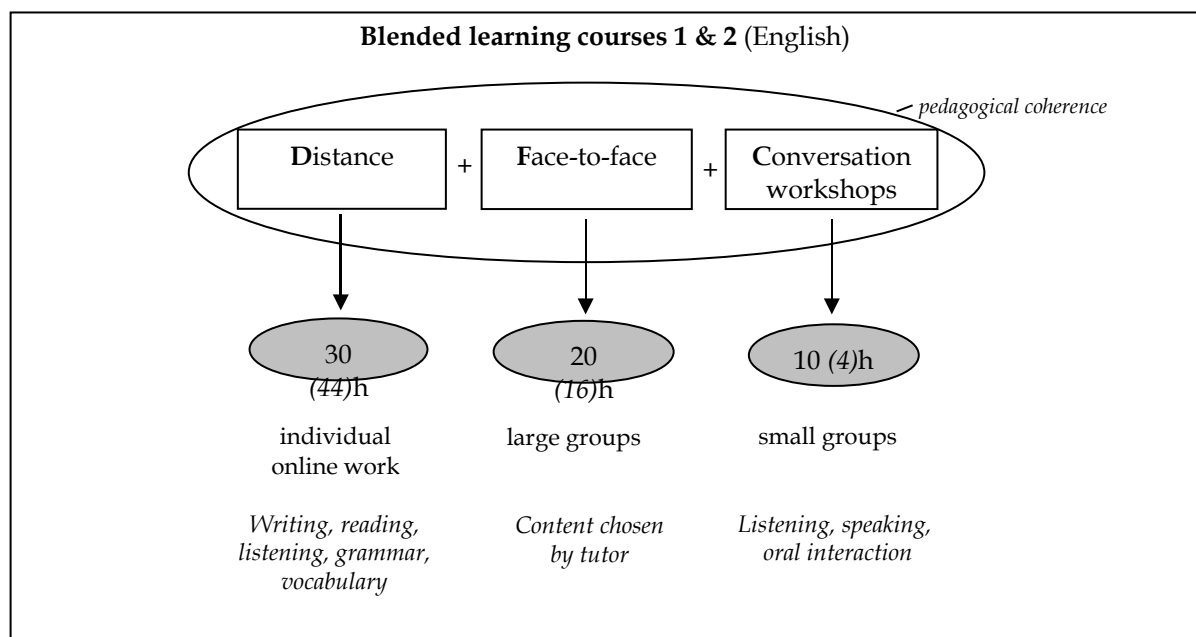 Blended learning courses 1 & 2 (English)
pedagogical coherence
Distance + Face-to-face + Conversation
workshops
30
(44)h
20
(16)h
10 (4)h
individual
online work
large groups
small groups
Writing, reading,
listening, grammar,
vocabulary
Content chosen
by tutor
Listening, speaking,
oral interaction